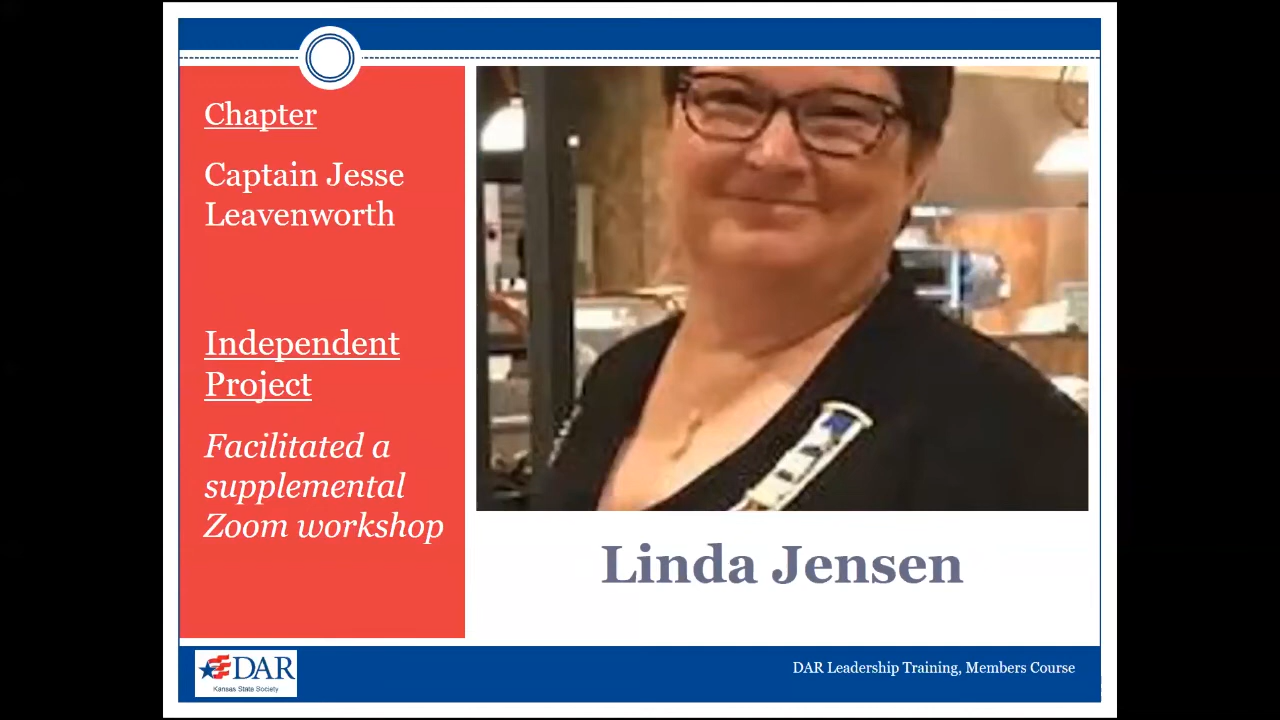 Chapter
Captain Jesse
Leavenworth
Independent
Project
Facilitated a
supplemental
Zoom workshop
Linda Jensen
DAR
Kansas State Society
DAR Leadership Training, Members Course